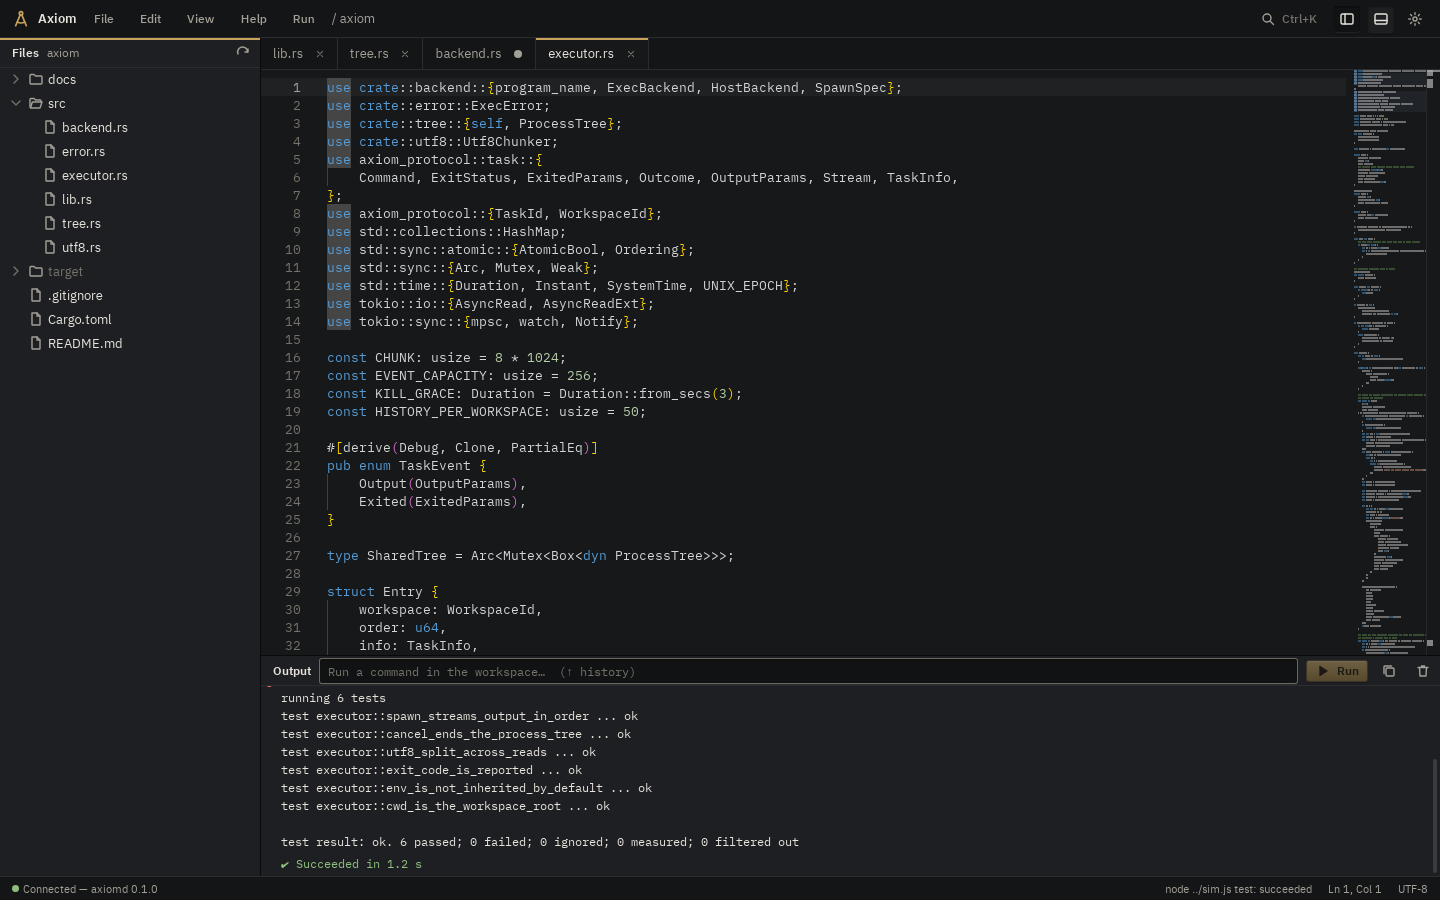 Axiom File Edit View Help Run / axiom Ctrl+K
Files axiom
docs
src
backend.rs
error.rs
executor.rs
lib.rs
tree.rs
utf8.rs
target
.gitignore
Cargo.toml
README.md
lib.rs tree.rs backend.rs executor.rs
1 use crate::backend::{program_name, ExecBackend, HostBackend, SpawnSpec};
2 use crate::error::ExecError;
3 use crate::tree::{self, ProcessTree};
4 use crate::utf8::Utf8Chunker;
5 use axiom_protocol::task::{
6 Command, ExitStatus, ExitedParams, Outcome, OutputParams, Stream, TaskInfo,
7 };
8 use axiom_protocol::{TaskId, WorkspaceId};
9 use std::collections::HashMap;
10 use std::sync::atomic::{AtomicBool, Ordering};
11 use std::sync::{Arc, Mutex, Weak};
12 use std::time::{Duration, Instant, SystemTime, UNIX_EPOCH};
13 use tokio::io::{AsyncRead, AsyncReadExt};
14 use tokio::sync::{mpsc, watch, Notify};
15
16 const CHUNK: usize = 8 * 1024;
17 const EVENT_CAPACITY: usize = 256;
18 const KILL_GRACE: Duration = Duration::from_secs(3);
19 const HISTORY_PER_WORKSPACE: usize = 50;
20
21 #[derive(Debug, Clone, PartialEq)]
22 pub enum TaskEvent {
23 Output(OutputParams),
24 Exited(ExitedParams),
25 }
26
27 type SharedTree = Arc<Mutex<Box<dyn ProcessTree>>>;
28
29 struct Entry {
30 workspace: WorkspaceId,
31 order: u64,
32 info: TaskInfo,
Output Run a command in the workspace… (↑ history) Run
running 6 tests
test executor::spawn_streams_output_in_order ... ok
test executor::cancel_ends_the_process_tree ... ok
test executor::utf8_split_across_reads ... ok
test executor::exit_code_is_reported ... ok
test executor::env_is_not_inherited_by_default ... ok
test executor::cwd_is_the_workspace_root ... ok
test result: ok. 6 passed; 0 failed; 0 ignored; 0 measured; 0 filtered out
✔ Succeeded in 1.2 s
Connected — axiomd 0.1.0 node ../sim.js test: succeeded Ln 1, Col 1 UTF-8